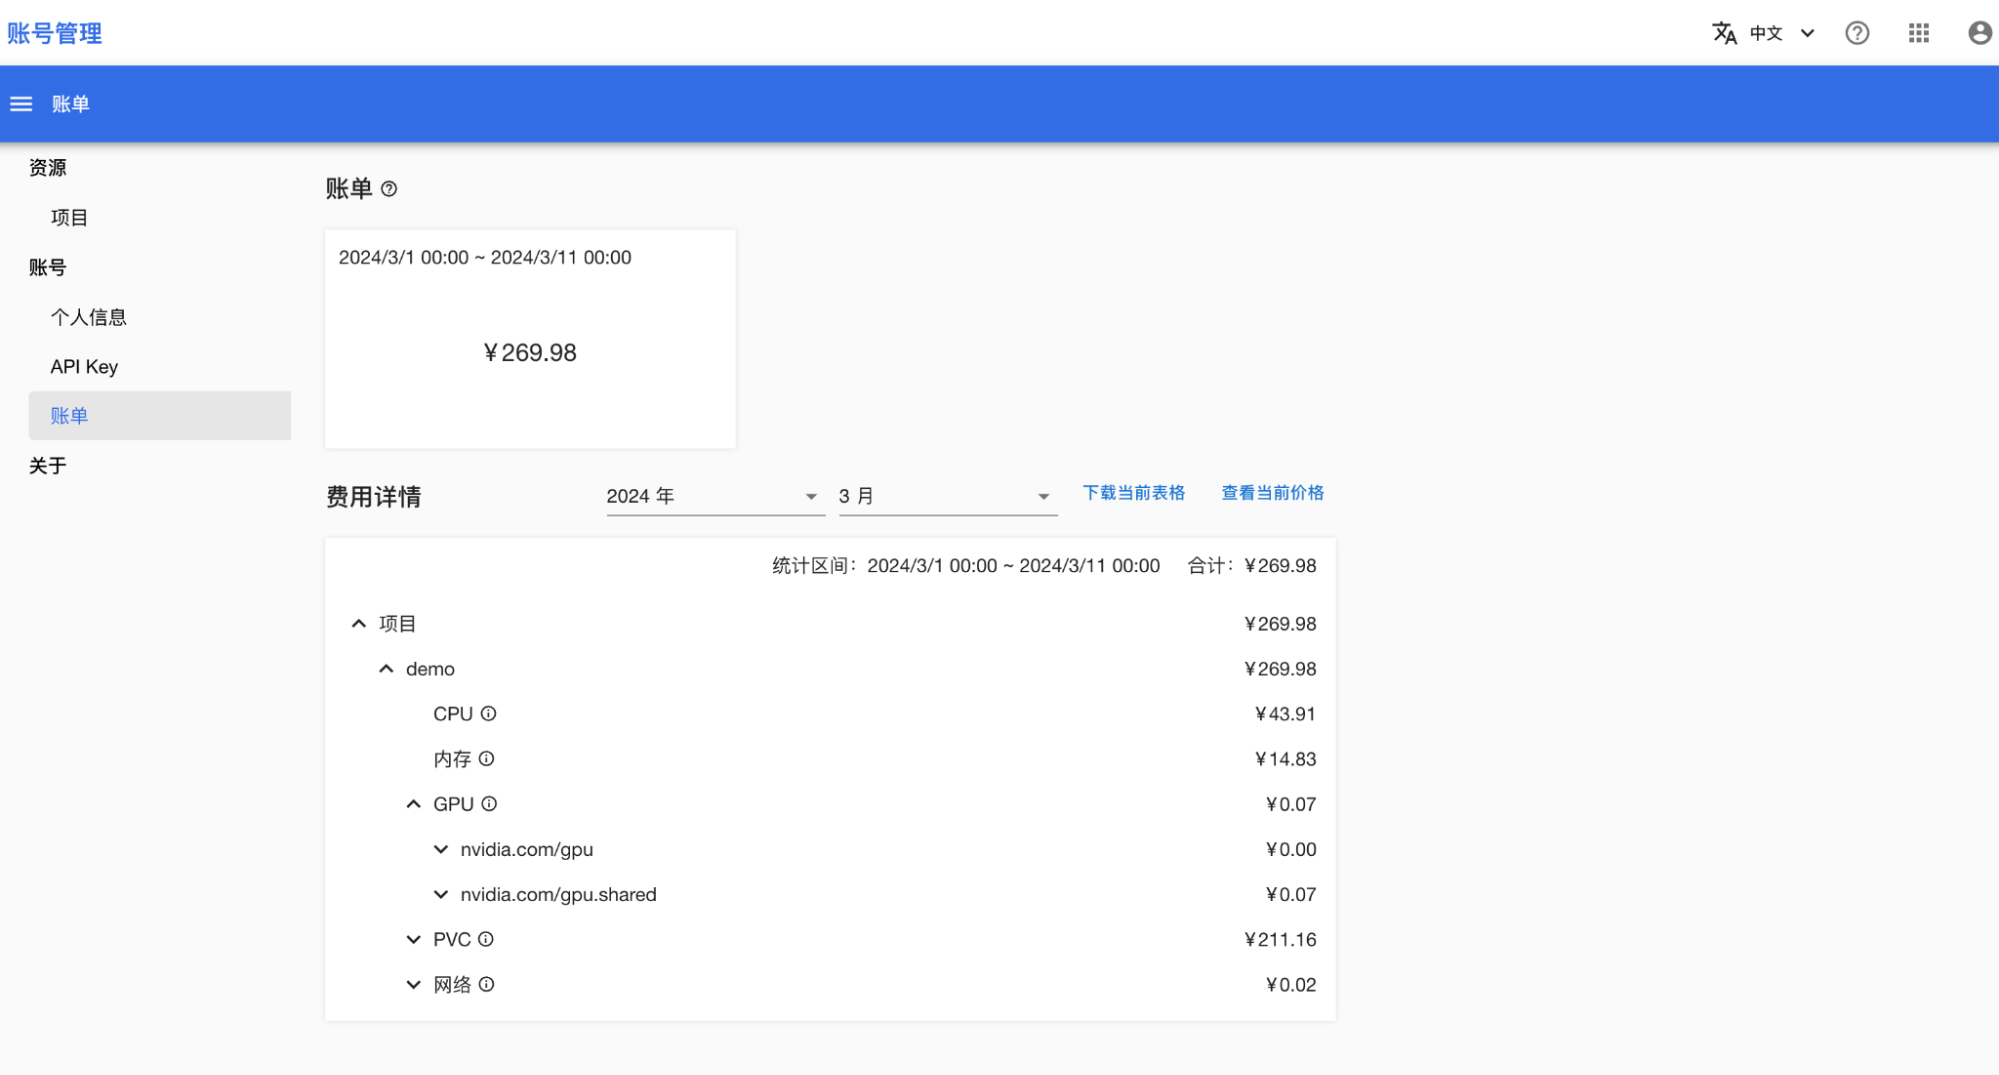 账号管理
中文
账单
资源
项目
账号
个人信息
API Key
账单
关于
账单
2024/3/1 00:00 ~ 2024/3/11 00:00
¥269.98
费用详情
2024 年
3 月
下载当前表格
查看当前价格
统计区间：2024/3/1 00:00 ~ 2024/3/11 00:00 合计：¥269.98
项目 ¥269.98
demo ¥269.98
CPU ¥43.91
内存 ¥14.83
GPU ¥0.07
nvidia.com/gpu ¥0.00
nvidia.com/gpu.shared ¥0.07
PVC ¥211.16
网络 ¥0.02